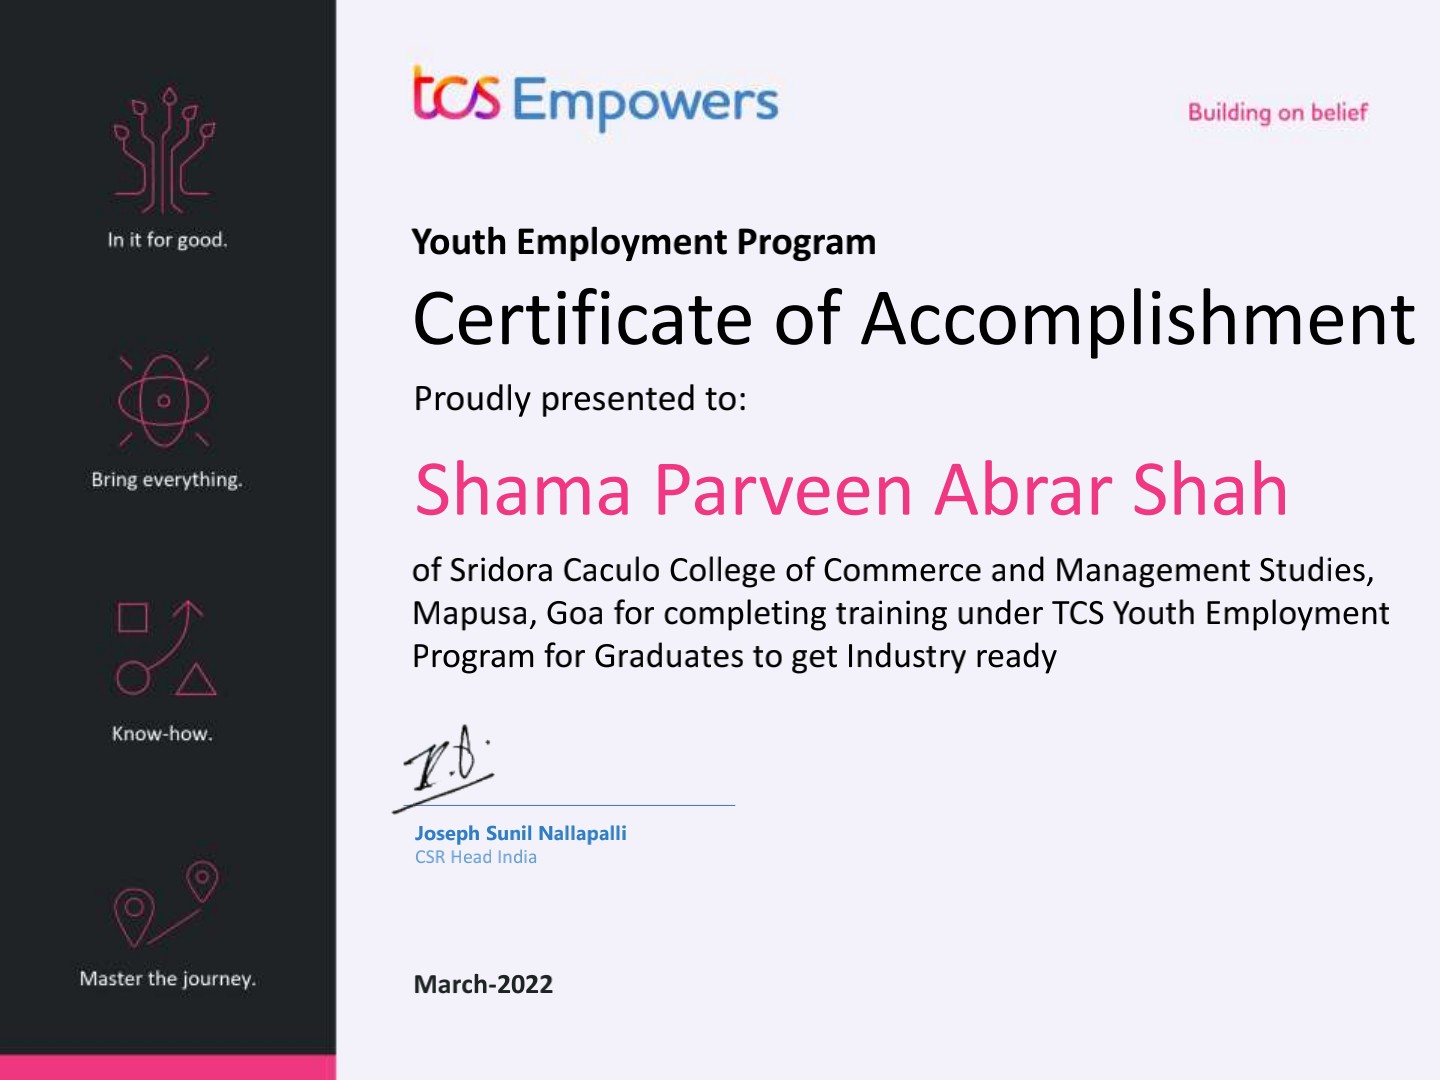 tcs Empowers
Building on belief
In it for good.
Bring everything.
Know-how.
Master the journey.
Youth Employment Program
Certificate of Accomplishment
Proudly presented to:
Shama Parveen Abrar Shah
of Sridora Caculo College of Commerce and Management Studies,
Mapusa, Goa for completing training under TCS Youth Employment
Program for Graduates to get Industry ready
Joseph Sunil Nallapalli
CSR Head India
March-2022